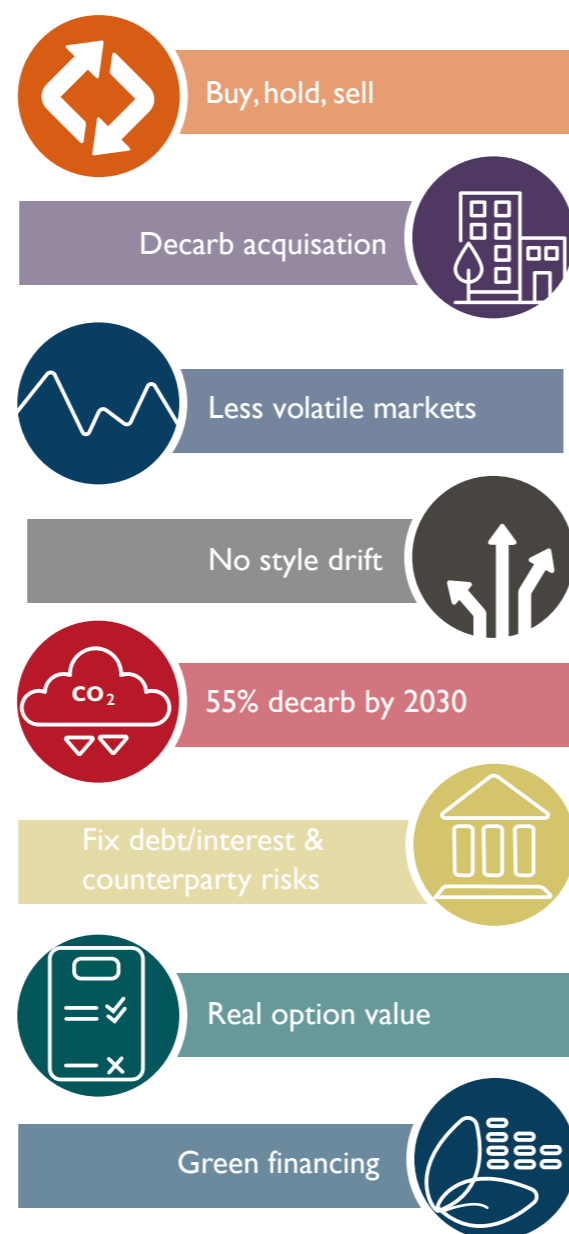 Buy, hold, sell
Decarb acquisation
Less volatile markets
No style drift
CO₂
55% decarb by 2030
Fix debt/interest &
counterparty risks
Real option value
Green financing